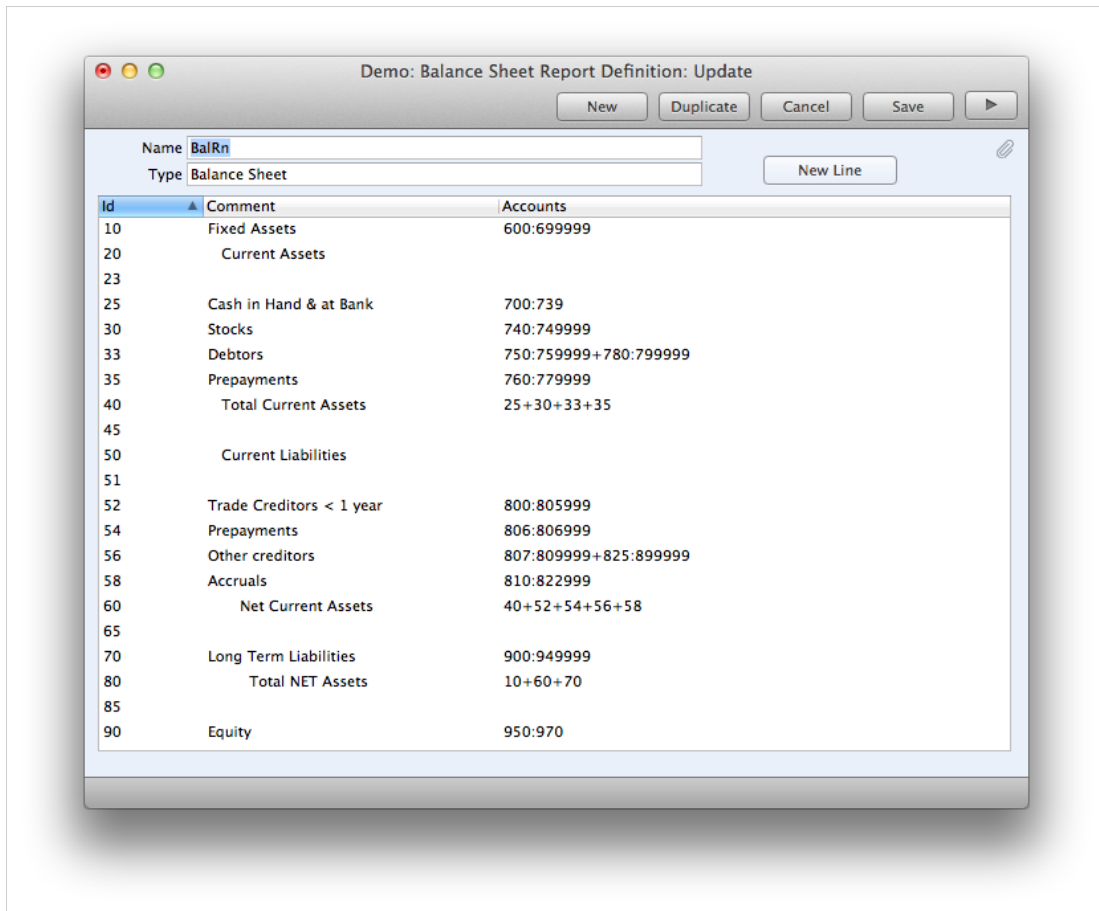 Demo: Balance Sheet Report Definition: Update
New Duplicate Cancel Save
Name BalRn
Type Balance Sheet
New Line
Id Comment Accounts
10 Fixed Assets 600:699999
20 Current Assets
23
25 Cash in Hand & at Bank 700:739
30 Stocks 740:749999
33 Debtors 750:759999+780:799999
35 Prepayments 760:779999
40 Total Current Assets 25+30+33+35
45
50 Current Liabilities
51
52 Trade Creditors < 1 year 800:805999
54 Prepayments 806:806999
56 Other creditors 807:809999+825:899999
58 Accruals 810:822999
60 Net Current Assets 40+52+54+56+58
65
70 Long Term Liabilities 900:949999
80 Total NET Assets 10+60+70
85
90 Equity 950:970